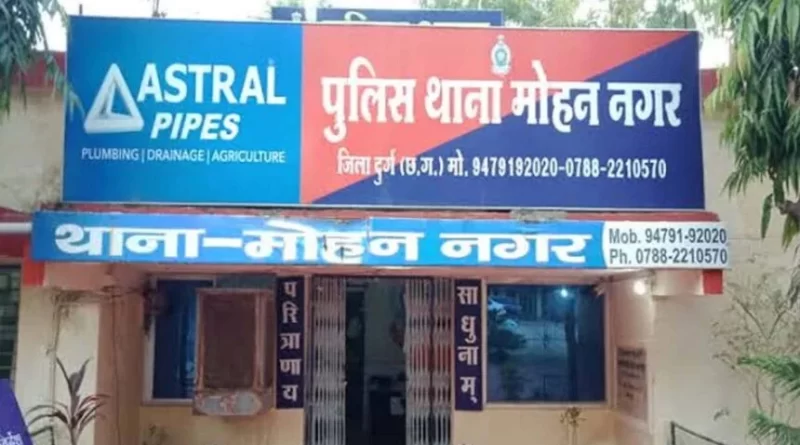 ASTRAL
PIPES
PLUMBING | DRAINAGE | AGRICULTURE
पुलिस थाना मोहन नगर
जिला दुर्ग (छ.ग.) मो. 9479192020-0788-2210570
थाना-मोहन नगर
Mob. 94791-92020
Ph. 0788-2210570
परित्राणाय
साधुनाम्